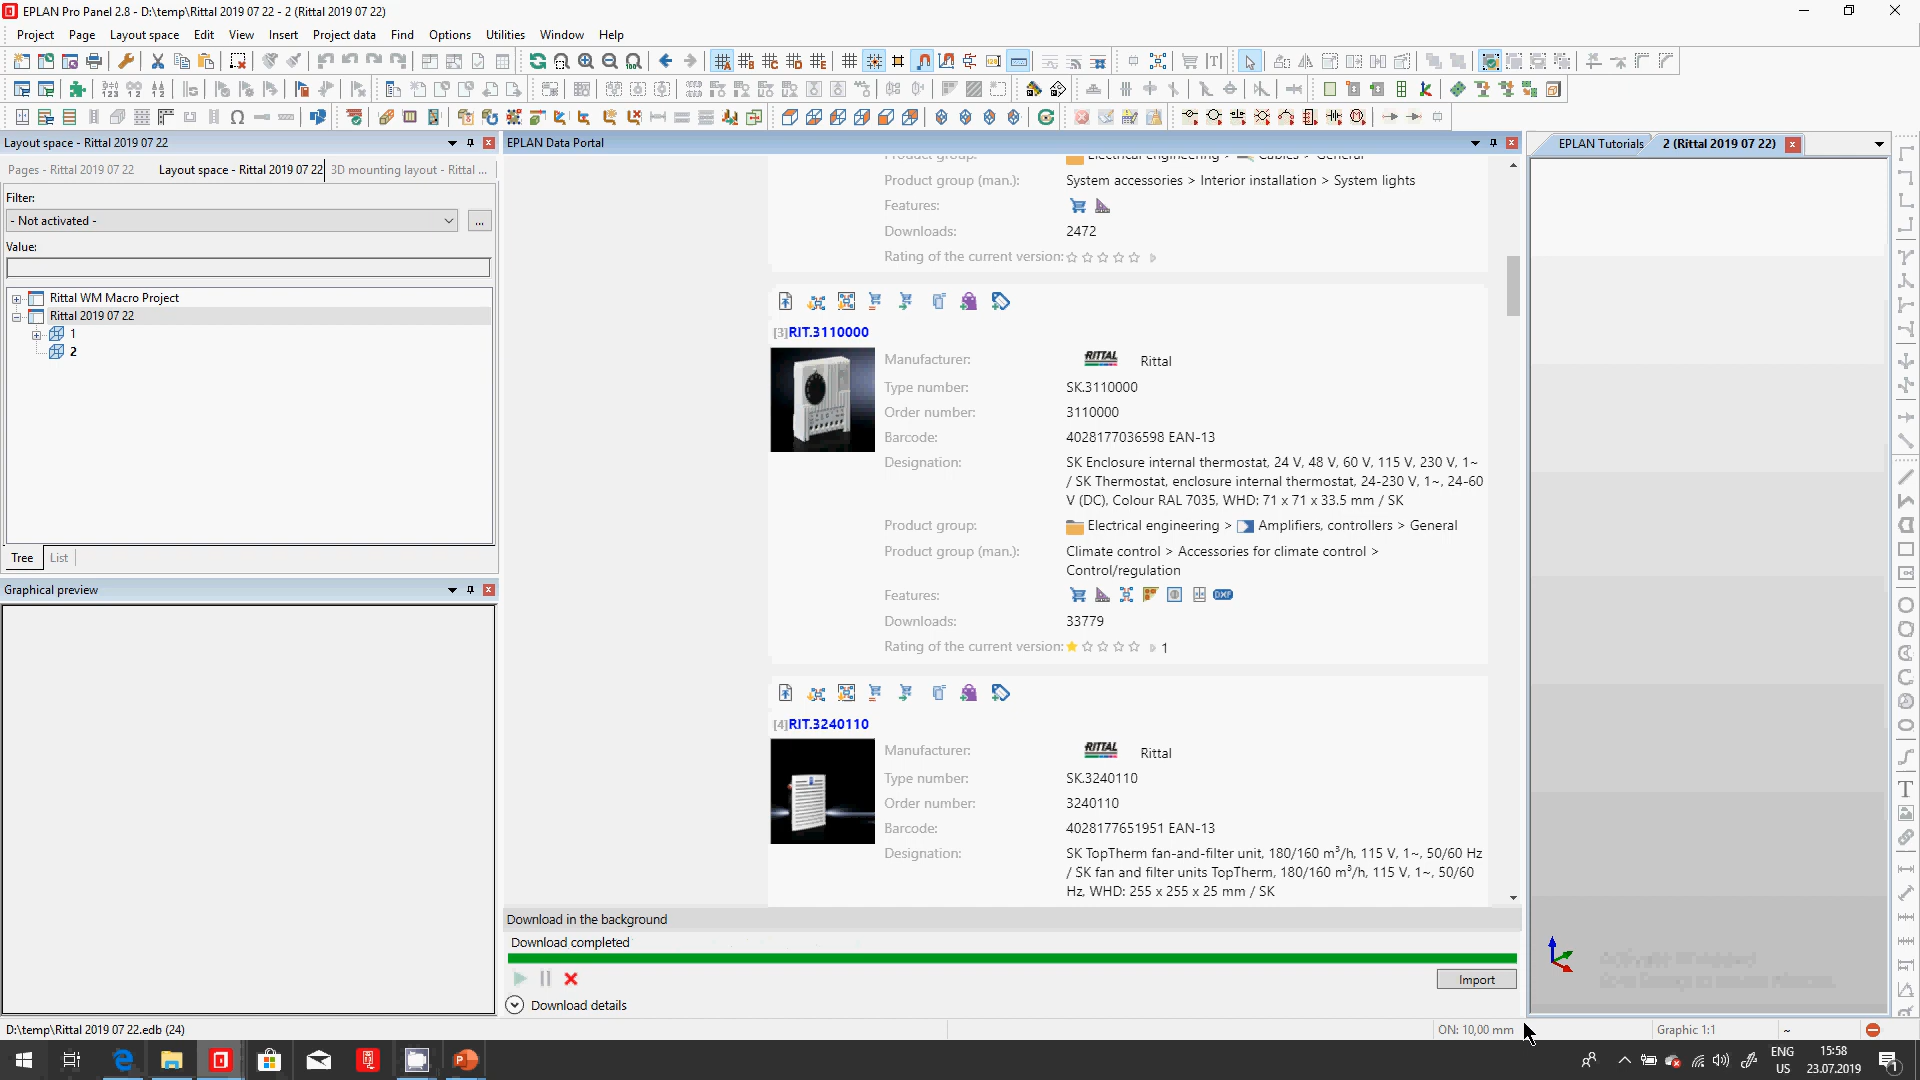 EPLAN Pro Panel 2.8 - D:\temp\Rittal 2019 07 22 - 2 (Rittal 2019 07 22)
Project Page Layout space Edit View Insert Project data Find Options Utilities Window Help
Layout space - Rittal 2019 07 22
Pages - Rittal 2019 07 22 Layout space - Rittal 2019 07 22 3D mounting layout - Rittal ...
Filter:
- Not activated -
...
Value:
Rittal WM Macro Project
Rittal 2019 07 22
1
2
Tree List
Graphical preview
EPLAN Data Portal
Product group: Electrical engineering > Cables > General
Product group (man.): System accessories > Interior installation > System lights
Features:
Downloads: 2472
Rating of the current version:
[3]RIT.3110000
Manufacturer: RITTAL Rittal
Type number: SK.3110000
Order number: 3110000
Barcode: 4028177036598 EAN-13
Designation: SK Enclosure internal thermostat, 24 V, 48 V, 60 V, 115 V, 230 V, 1~
/ SK Thermostat, enclosure internal thermostat, 24-230 V, 1~, 24-60
V (DC), Colour RAL 7035, WHD: 71 x 71 x 33.5 mm / SK
Product group: Electrical engineering > Amplifiers, controllers > General
Product group (man.): Climate control > Accessories for climate control >
Control/regulation
Features: DXF
Downloads: 33779
Rating of the current version: 1
[4]RIT.3240110
Manufacturer: RITTAL Rittal
Type number: SK.3240110
Order number: 3240110
Barcode: 4028177651951 EAN-13
Designation: SK TopTherm fan-and-filter unit, 180/160 m³/h, 115 V, 1~, 50/60 Hz
/ SK fan and filter units TopTherm, 180/160 m³/h, 115 V, 1~, 50/60
Hz, WHD: 255 x 255 x 25 mm / SK
Download in the background
Download completed
Import
Download details
EPLAN Tutorials 2 (Rittal 2019 07 22)
D:\temp\Rittal 2019 07 22.edb (24)
ON: 10,00 mm
Graphic 1:1
~
ENG
US
15:58
23.07.2019
1